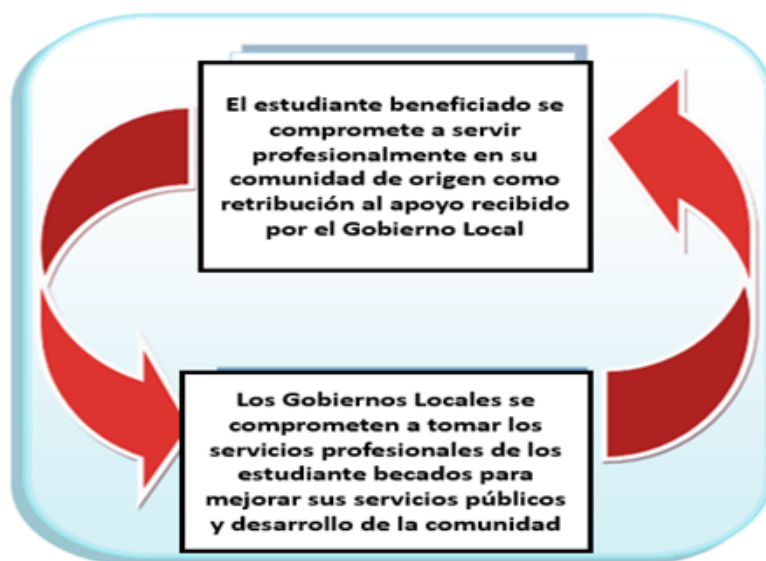 El estudiante beneficiado se
compromete a servir
profesionalmente en su
comunidad de origen como
retribución al apoyo recibido
por el Gobierno Local
Los Gobiernos Locales se
comprometen a tomar los
servicios profesionales de los
estudiante becados para
mejorar sus servicios públicos
y desarrollo de la comunidad